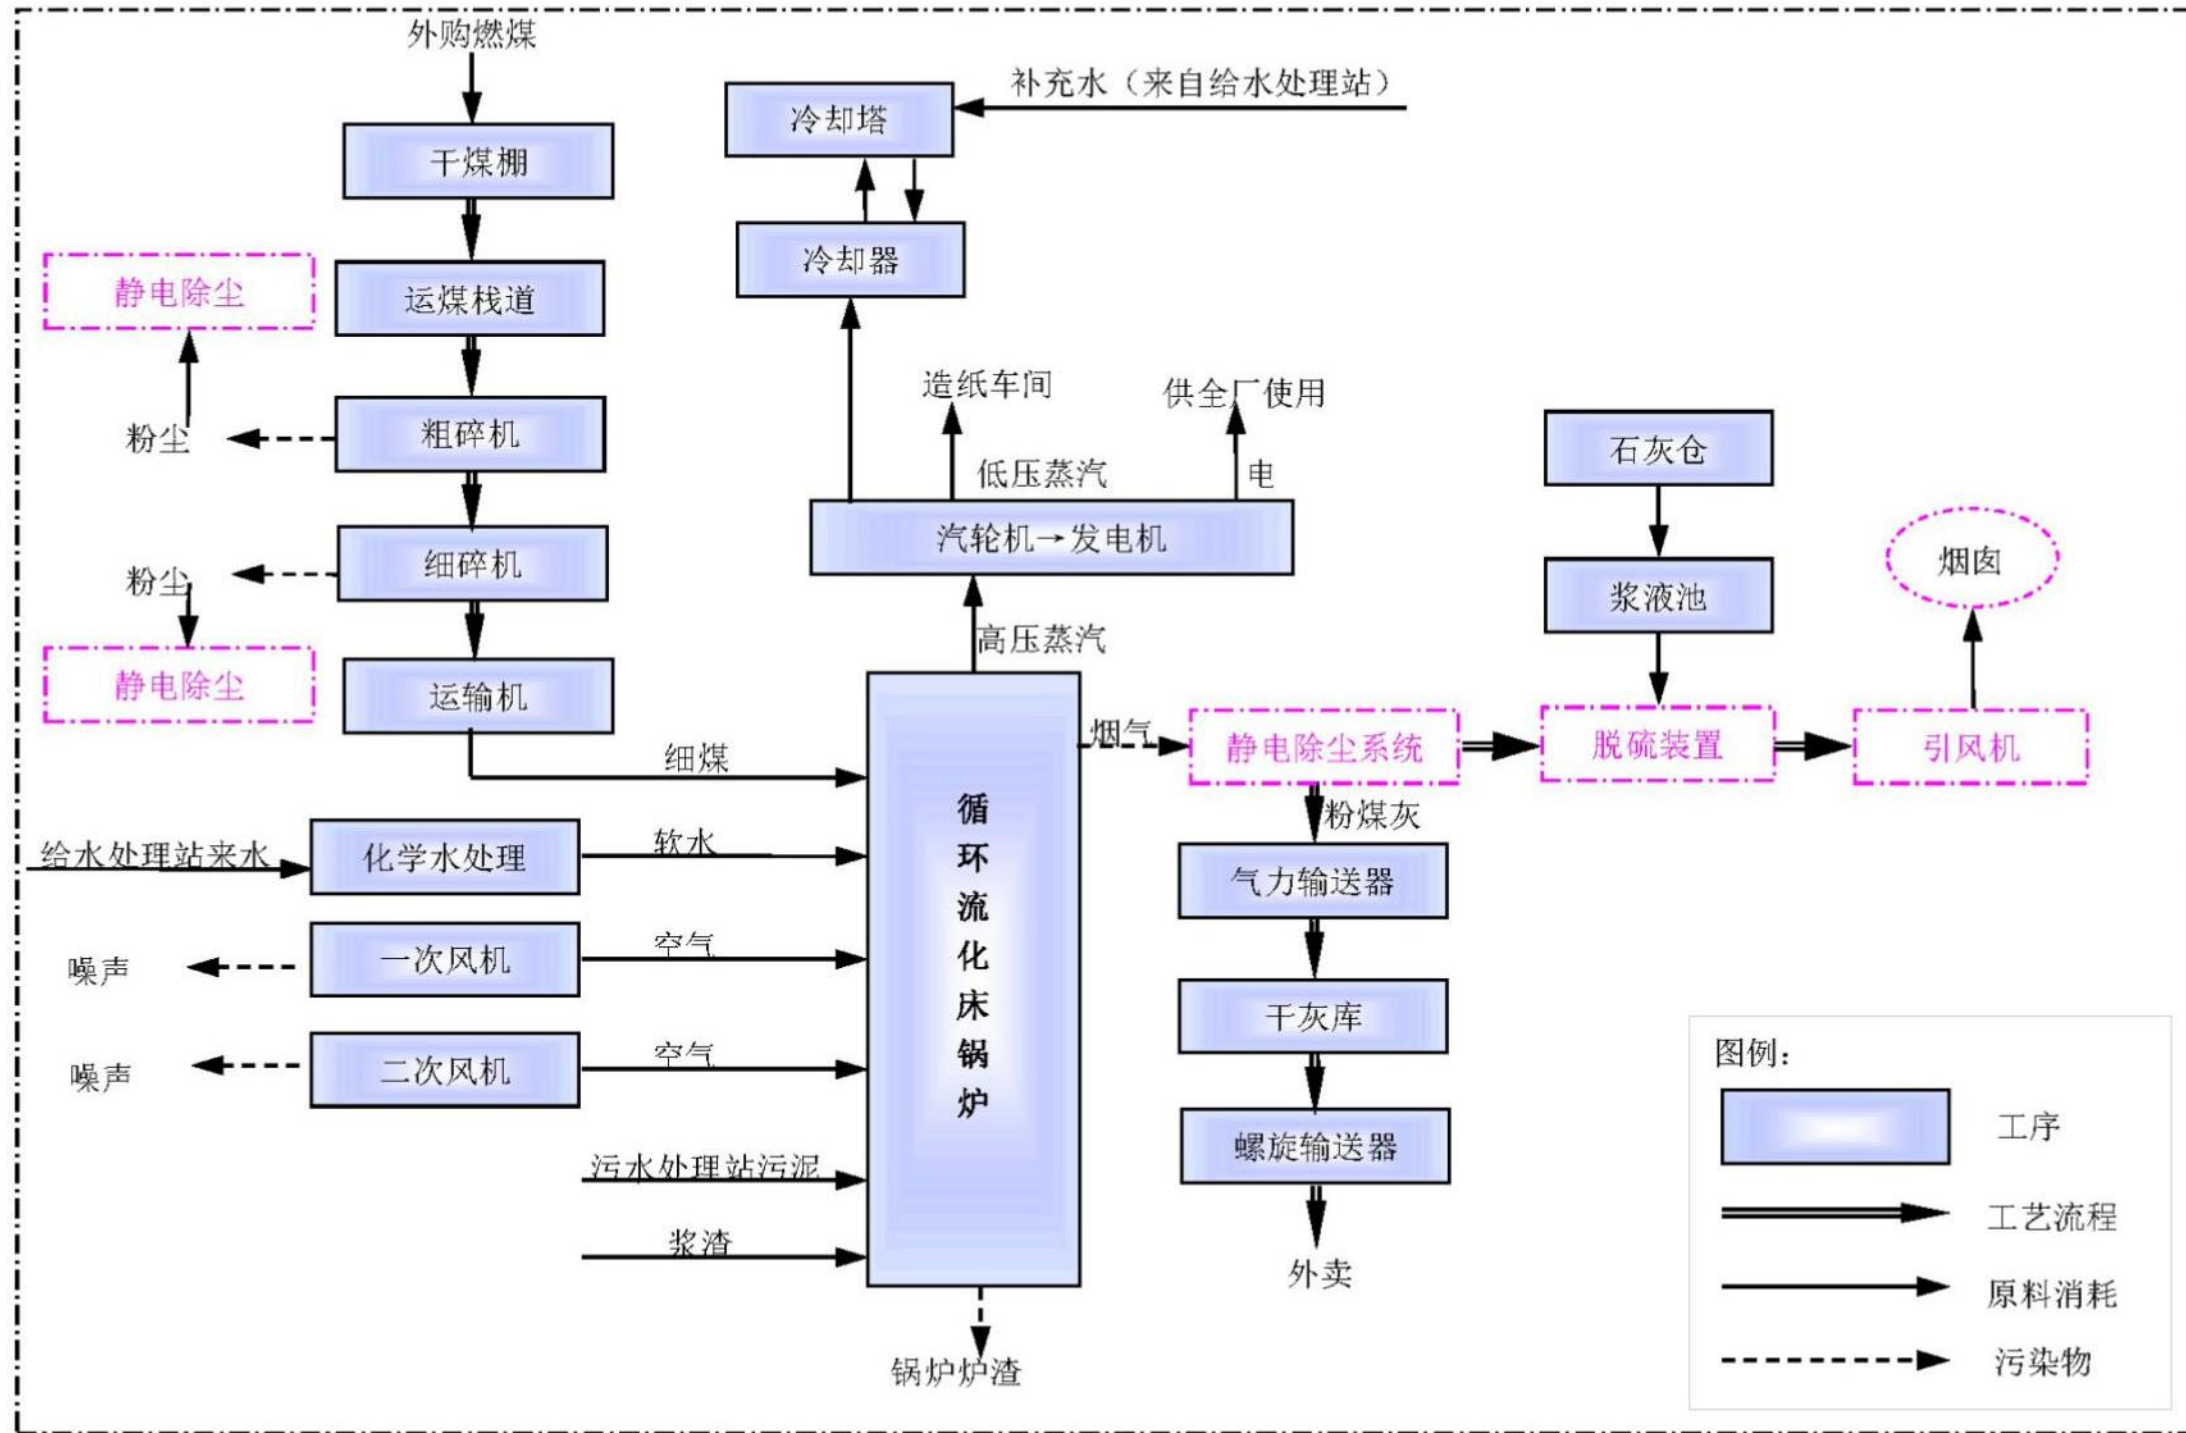 外购燃煤
干煤棚
运煤栈道
粗碎机
细碎机
运输机
静电除尘
粉尘
粉尘
静电除尘
细煤
给水处理站来水
化学水处理
软水
噪声
一次风机
空气
噪声
二次风机
空气
污水处理站污泥
浆渣
循环流化床锅炉
锅炉炉渣
高压蒸汽
汽轮机→发电机
低压蒸汽
造纸车间
电
供全厂使用
冷却器
冷却塔
补充水（来自给水处理站）
烟气
静电除尘系统
脱硫装置
引风机
烟囱
石灰仓
浆液池
粉煤灰
气力输送器
干灰库
螺旋输送器
外卖
图例：
工序
工艺流程
原料消耗
污染物